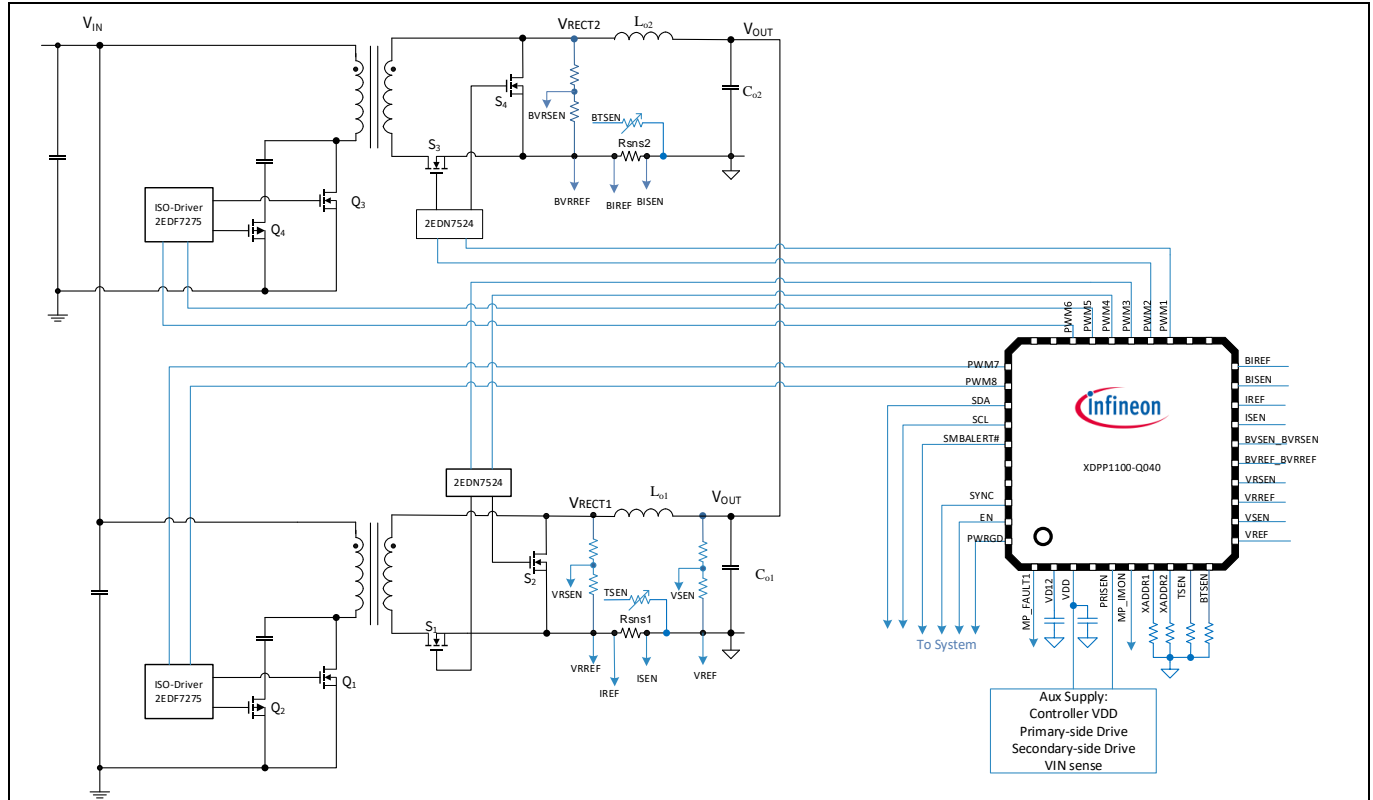 VIN
VRECT2
Lo2
VOUT
S4
BVRSEN
BTSEN
Co2
S3
Rsns2
BVRREF
BIREF
BISEN
ISO-Driver
2EDF7275
Q3
Q4
2EDN7524
PWM6
PWM5
PWM4
PWM3
PWM2
PWM1
PWM7
PWM8
SDA
SCL
SMBALERT#
SYNC
EN
PWRGD
infineon
XDPP1100-Q040
BIREF
BISEN
IREF
ISEN
BVSEN_BVRSEN
BVREF_BVRREF
VRSEN
VRREF
VSEN
VREF
MP_FAULT1
VD12
VDD
PRISEN
MP_IMON
XADDR1
XADDR2
TSEN
BTSEN
To System
Aux Supply:
Controller VDD
Primary-side Drive
Secondary-side Drive
VIN sense
2EDN7524
VRECT1
Lo1
VOUT
S2
VRSEN
TSEN
VSEN
Co1
S1
Rsns1
VRREF
IREF
ISEN
VREF
ISO-Driver
2EDF7275
Q1
Q2